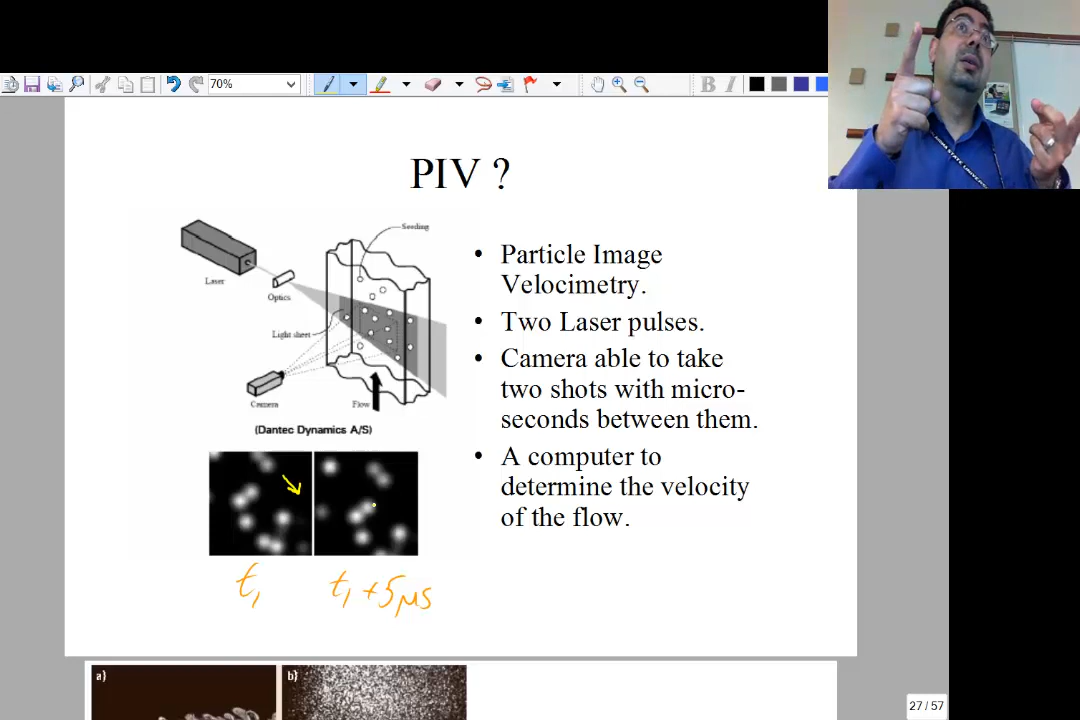 70%
B I
PIV ?
Seeding
Laser
Optics
Light sheet
Camera
Flow
(Dantec Dynamics A/S)
• Particle Image
Velocimetry.
• Two Laser pulses.
• Camera able to take
two shots with micro-
seconds between them.
• A computer to
determine the velocity
of the flow.
t₁
t₁ + 5 μs
a)
b)
27 / 57